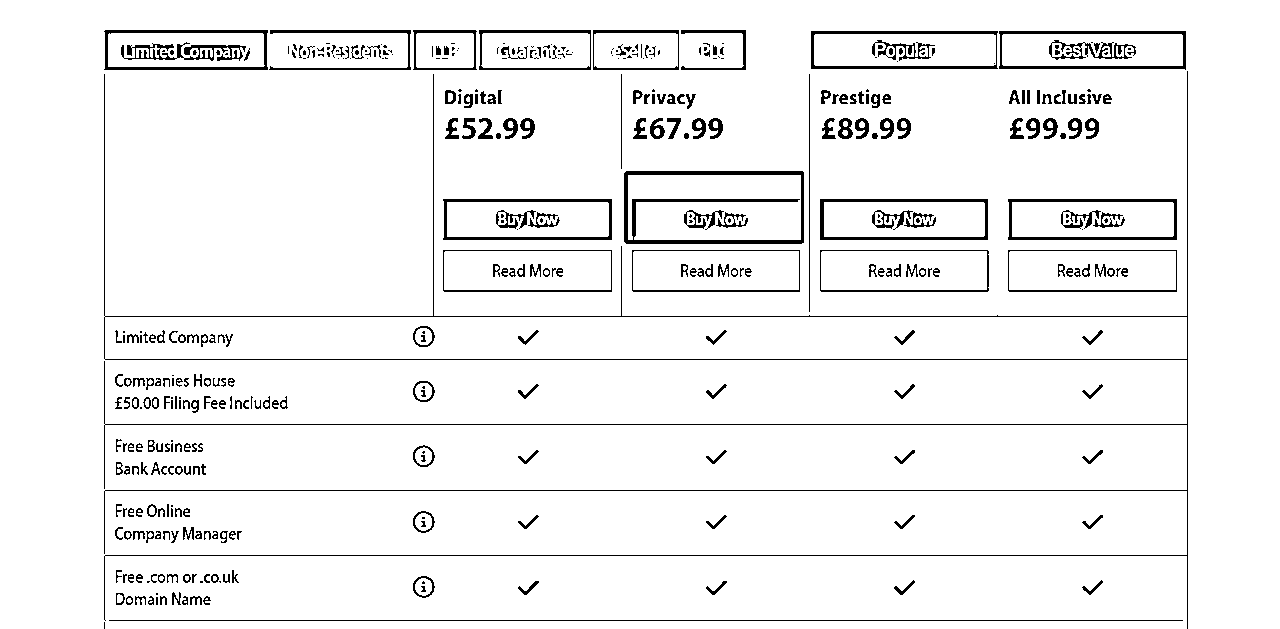 Limited Company Non-Residents LLP Guarantee eSeller PLC Popular Best Value
Digital Privacy Prestige All Inclusive
£52.99 £67.99 £89.99 £99.99
Buy Now Buy Now Buy Now Buy Now
Read More Read More Read More Read More
Limited Company
Companies House
£50.00 Filing Fee Included
Free Business
Bank Account
Free Online
Company Manager
Free .com or .co.uk
Domain Name